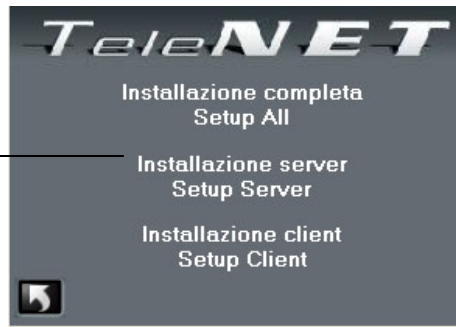 TeleNET
Installazione completa
Setup All
Installazione server
Setup Server
Installazione client
Setup Client